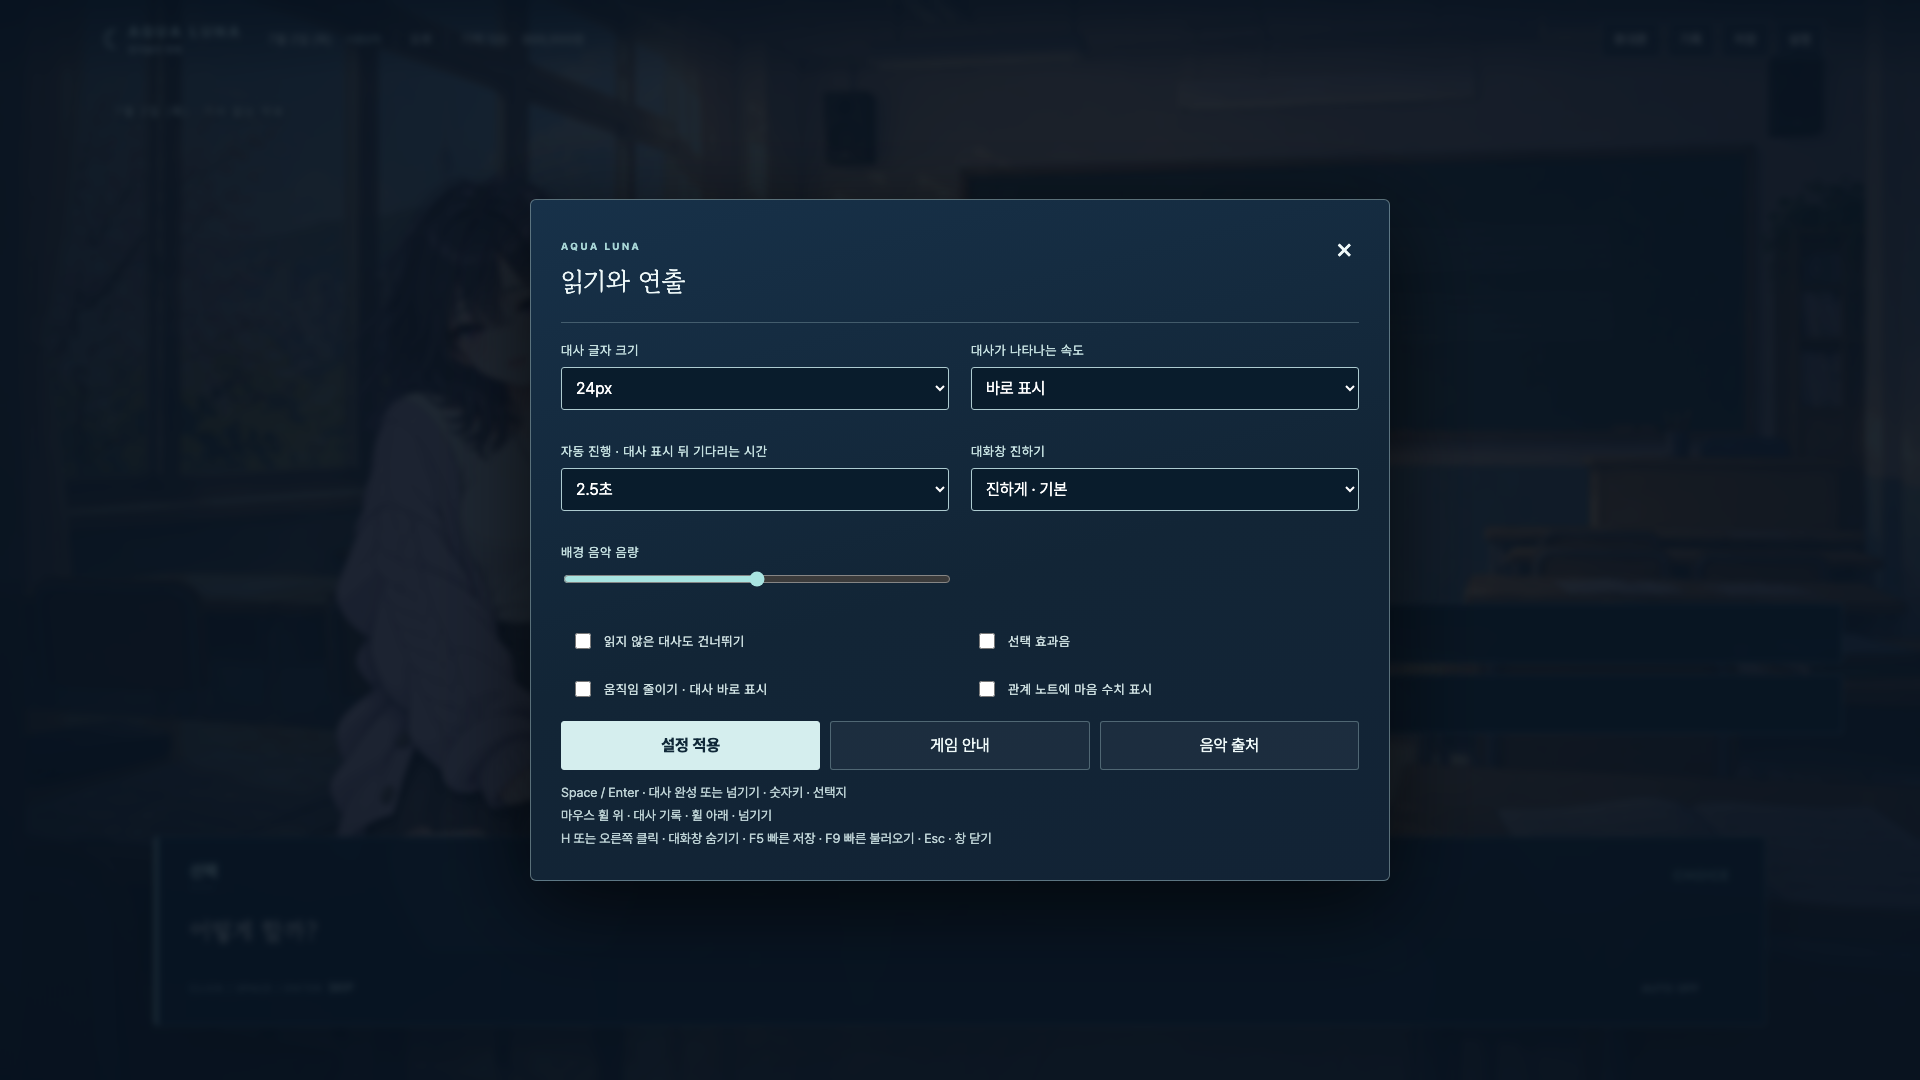 AQUA LUNA
AQUA LUNA
읽기와 연출
대사 글자 크기
24px
대사가 나타나는 속도
바로 표시
자동 진행 · 대사 표시 뒤 기다리는 시간
2.5초
대화창 진하기
진하게 · 기본
배경 음악 음량
읽지 않은 대사도 건너뛰기
선택 효과음
움직임 줄이기 · 대사 바로 표시
관계 노트에 마음 수치 표시
설정 적용
게임 안내
음악 출처
Space / Enter · 대사 완성 또는 넘기기 · 숫자키 · 선택지
마우스 휠 위 · 대사 기록 · 휠 아래 · 넘기기
H 또는 오른쪽 클릭 · 대화창 숨기기 · F5 빠른 저장 · F9 빠른 불러오기 · Esc · 창 닫기
선택
어떻게 할까?